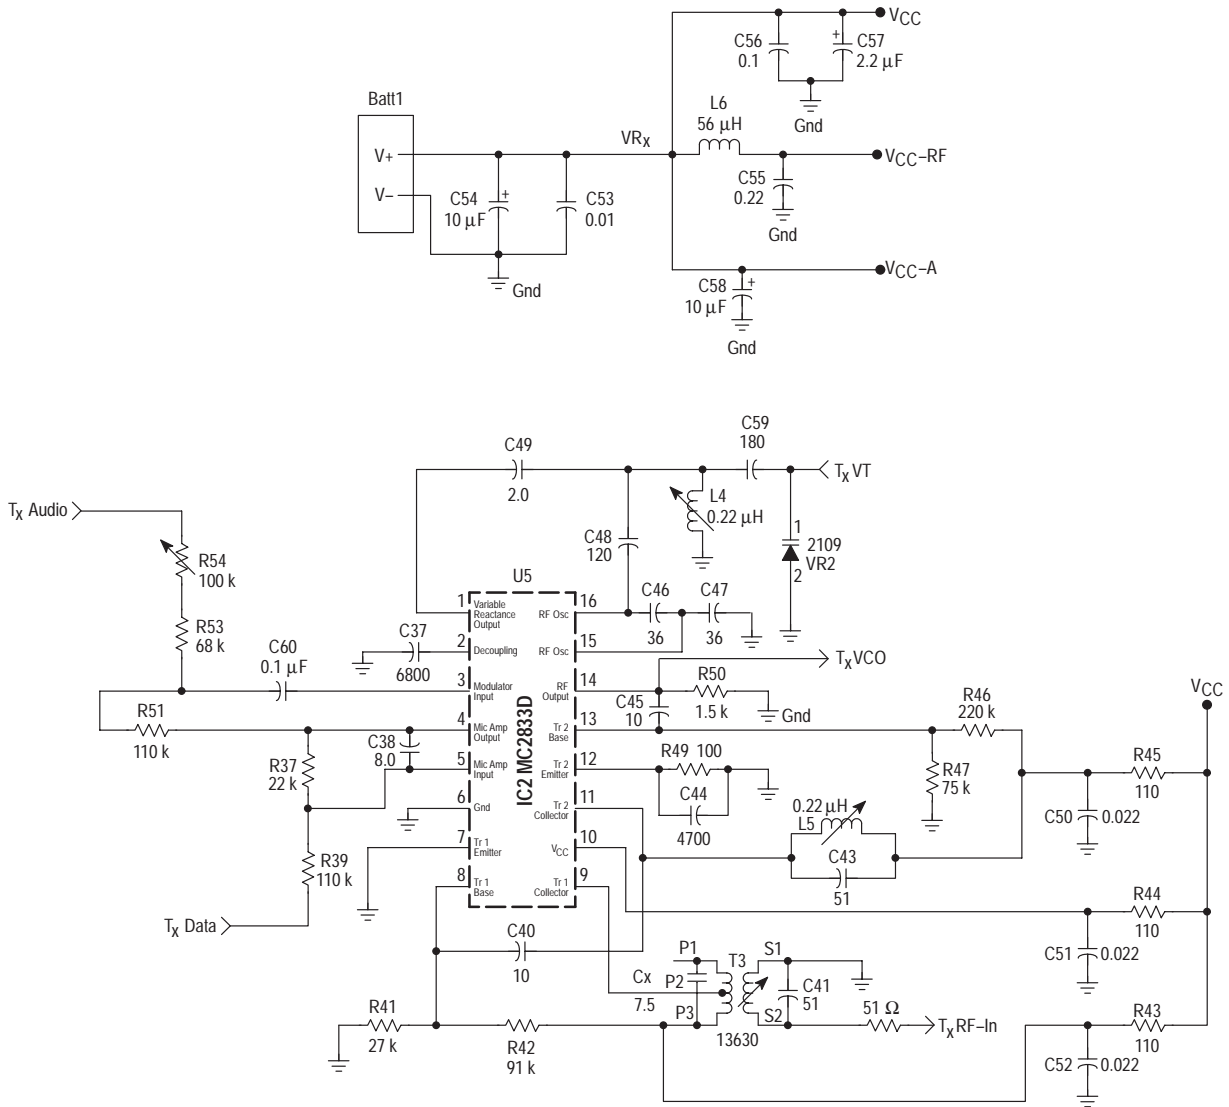 VCC
C56
0.1
+
C57
2.2 µF
Gnd
Batt1
V+
V–
VRx
L6
56 µH
VCC–RF
C54
10 µF
+
C53
0.01
C55
0.22
Gnd
Gnd
VCC–A
C58
10 µF
+
Gnd
C49
2.0
C59
180
Tx VT
Tx Audio
L4
0.22 µH
C48
120
1
2109
VR2
2
R54
100 k
R53
68 k
C60
0.1 µF
U5
IC2 MC2833D
1
Variable
Reactance
Output
2
Decoupling
3
Modulator
Input
4
Mic Amp
Output
5
Mic Amp
Input
6
Gnd
7
Tr 1
Emitter
8
Tr 1
Base
16
RF Osc
15
RF Osc
14
RF
Output
13
Tr 2
Base
12
Tr 2
Emitter
11
Tr 2
Collector
10
VCC
9
Tr 1
Collector
C46
36
C47
36
C37
6800
TxVCO
C45
10
R50
1.5 k
Gnd
R51
110 k
R37
22 k
C38
8.0
R39
110 k
Tx Data
R49 100
C44
4700
R46
220 k
R47
75 k
VCC
R45
110
C50
0.022
0.22 µH
L5
C43
51
R44
110
C51
0.022
C40
10
P1
P2
P3
Cx
7.5
T3
13630
S1
S2
C41
51
51 Ω
TxRF–In
R41
27 k
R42
91 k
R43
110
C52
0.022